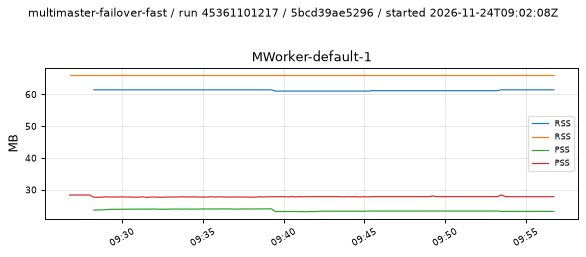 multimaster-failover-fast / run 45361101217 / 5bcd39ae5296 / started 2026-11-24T09:02:08Z
MWorker-default-1
MB
60
50
40
30
RSS
RSS
PSS
PSS
09:30
09:35
09:40
09:45
09:50
09:55